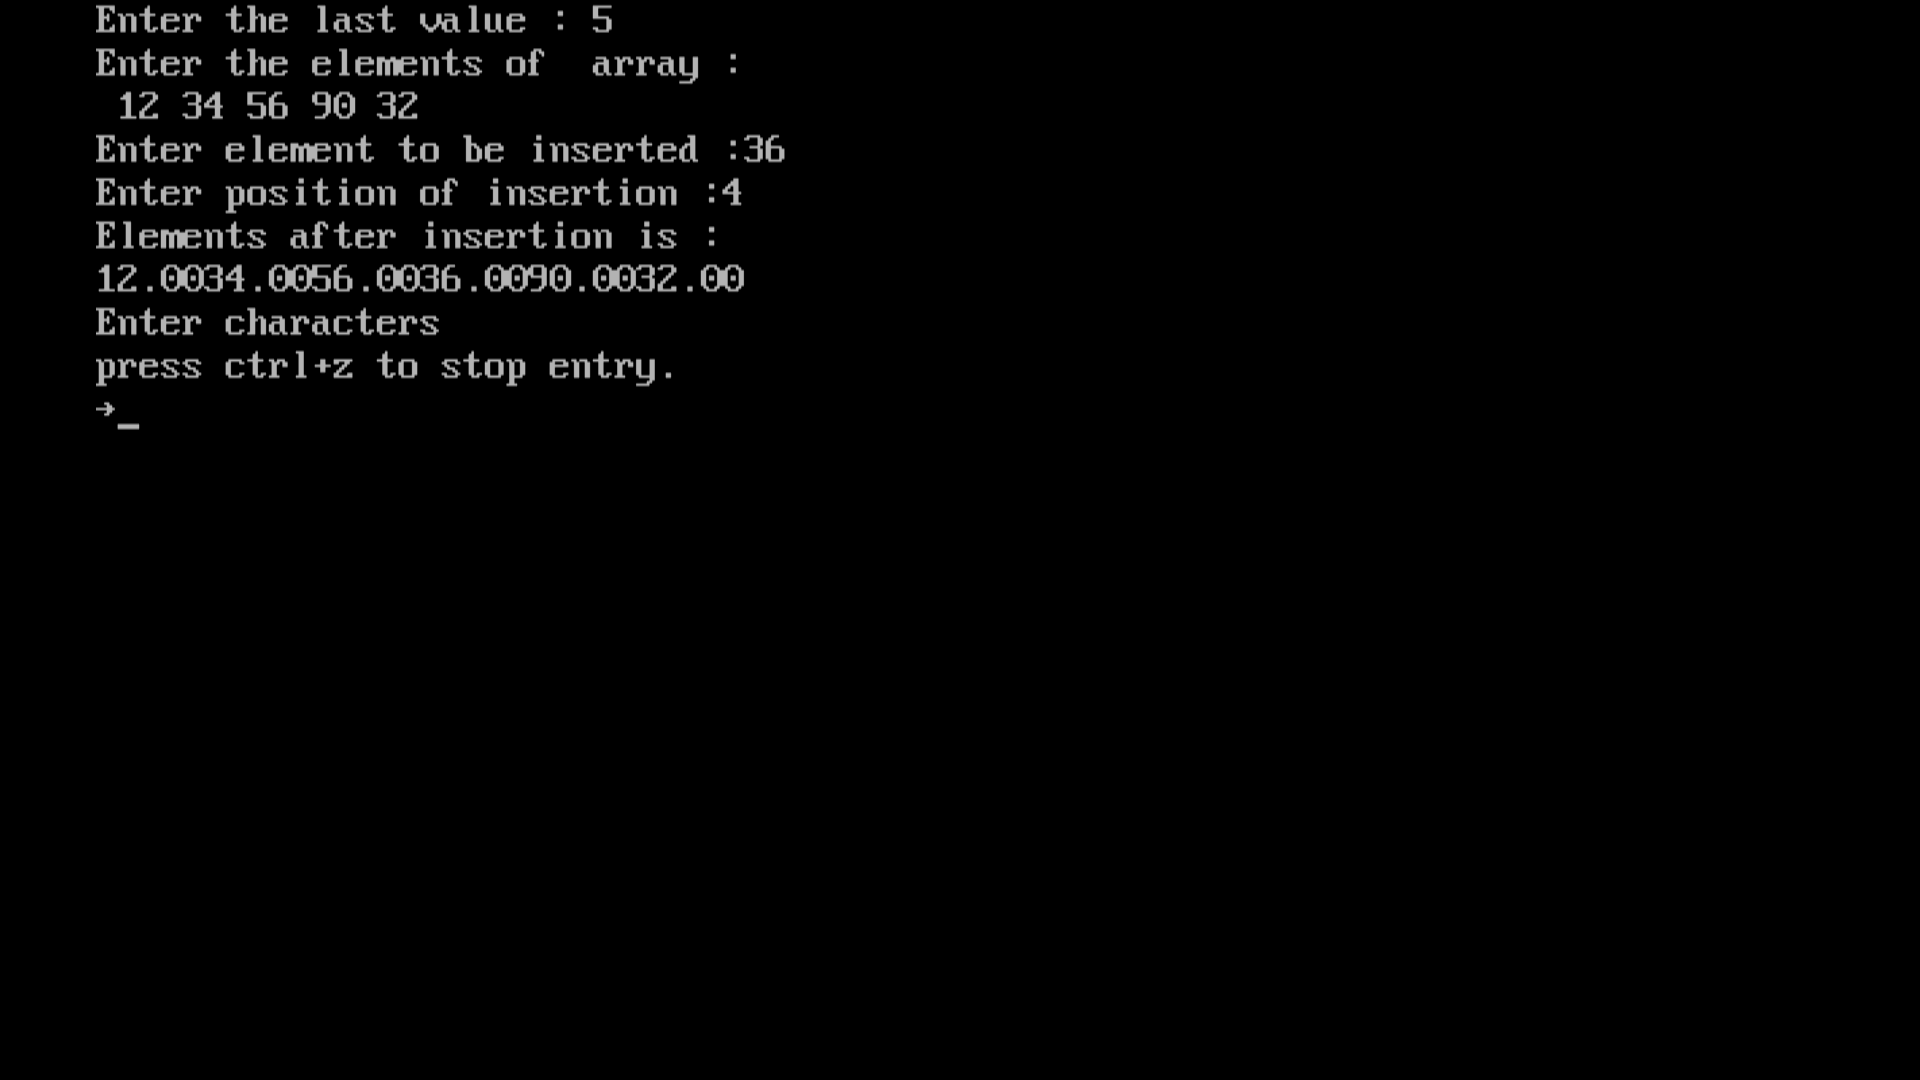 Enter the last value : 5
Enter the elements of  array :
 12 34 56 90 32
Enter element to be inserted :36
Enter position of insertion :4
Elements after insertion is :
12.0034.0056.0036.0090.0032.00
Enter characters
press ctrl+z to stop entry.
→_